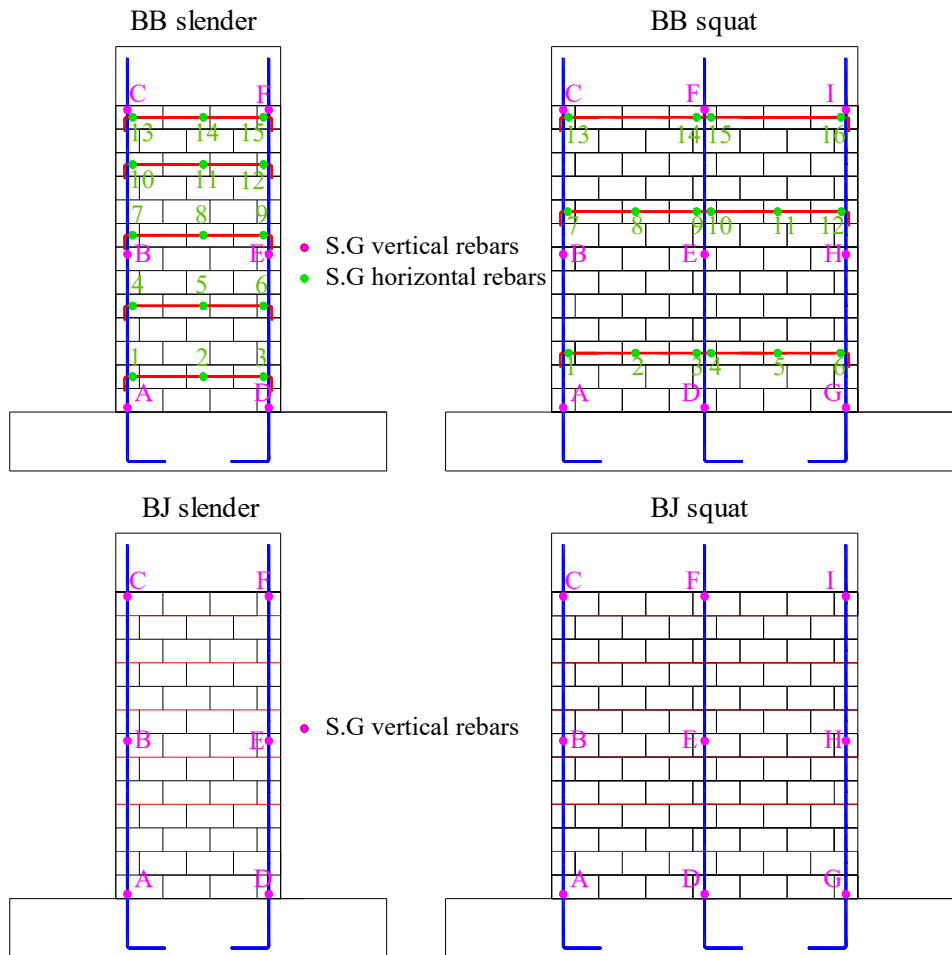 BB slender
BB squat
C F
13 14 15
10 11 12
7 8 9
B E
4 5 6
1 2 3
A D
S.G vertical rebars
S.G horizontal rebars
C F I
13 14 15 16
7 8 9 10 11 12
B E H
1 2 3 4 5 6
A D G
BJ slender
BJ squat
C F
B E
A D
S.G vertical rebars
C F I
B E H
A D G